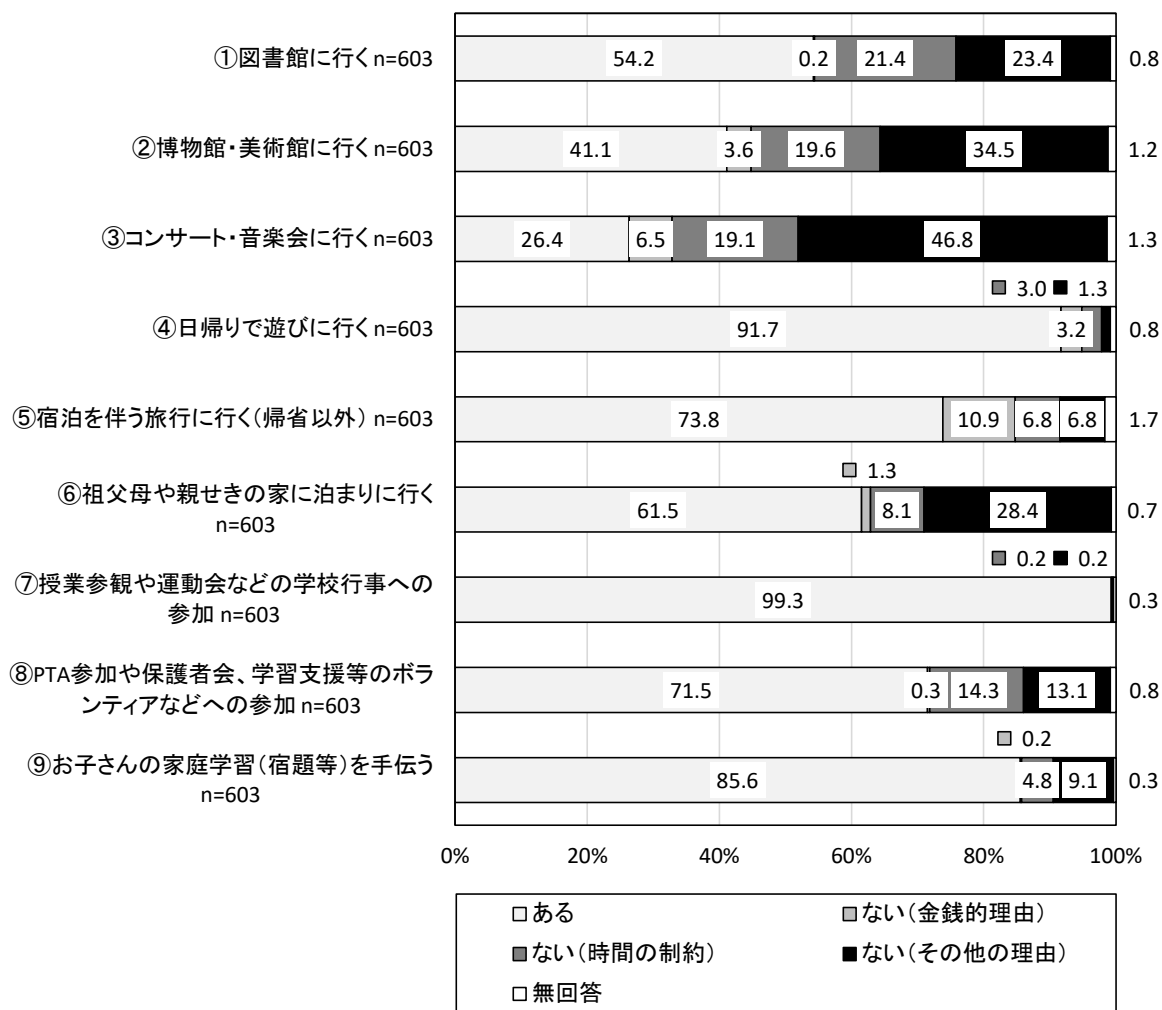 ①図書館に行く n=603
54.2 0.2 21.4 23.4 0.8
②博物館・美術館に行く n=603
41.1 3.6 19.6 34.5 1.2
③コンサート・音楽会に行く n=603
26.4 6.5 19.1 46.8 1.3
3.0 1.3
④日帰りで遊びに行く n=603
91.7 3.2 0.8
⑤宿泊を伴う旅行に行く(帰省以外) n=603
73.8 10.9 6.8 6.8 1.7
1.3
⑥祖父母や親せきの家に泊まりに行く
n=603
61.5 8.1 28.4 0.7
0.2 0.2
⑦授業参観や運動会などの学校行事への
参加 n=603
99.3 0.3
⑧PTA参加や保護者会、学習支援等のボラ
ンティアなどへの参加 n=603
71.5 0.3 14.3 13.1 0.8
0.2
⑨お子さんの家庭学習(宿題等)を手伝う
n=603
85.6 4.8 9.1 0.3
0% 20% 40% 60% 80% 100%
ある ない(金銭的理由)
ない(時間の制約) ない(その他の理由)
無回答